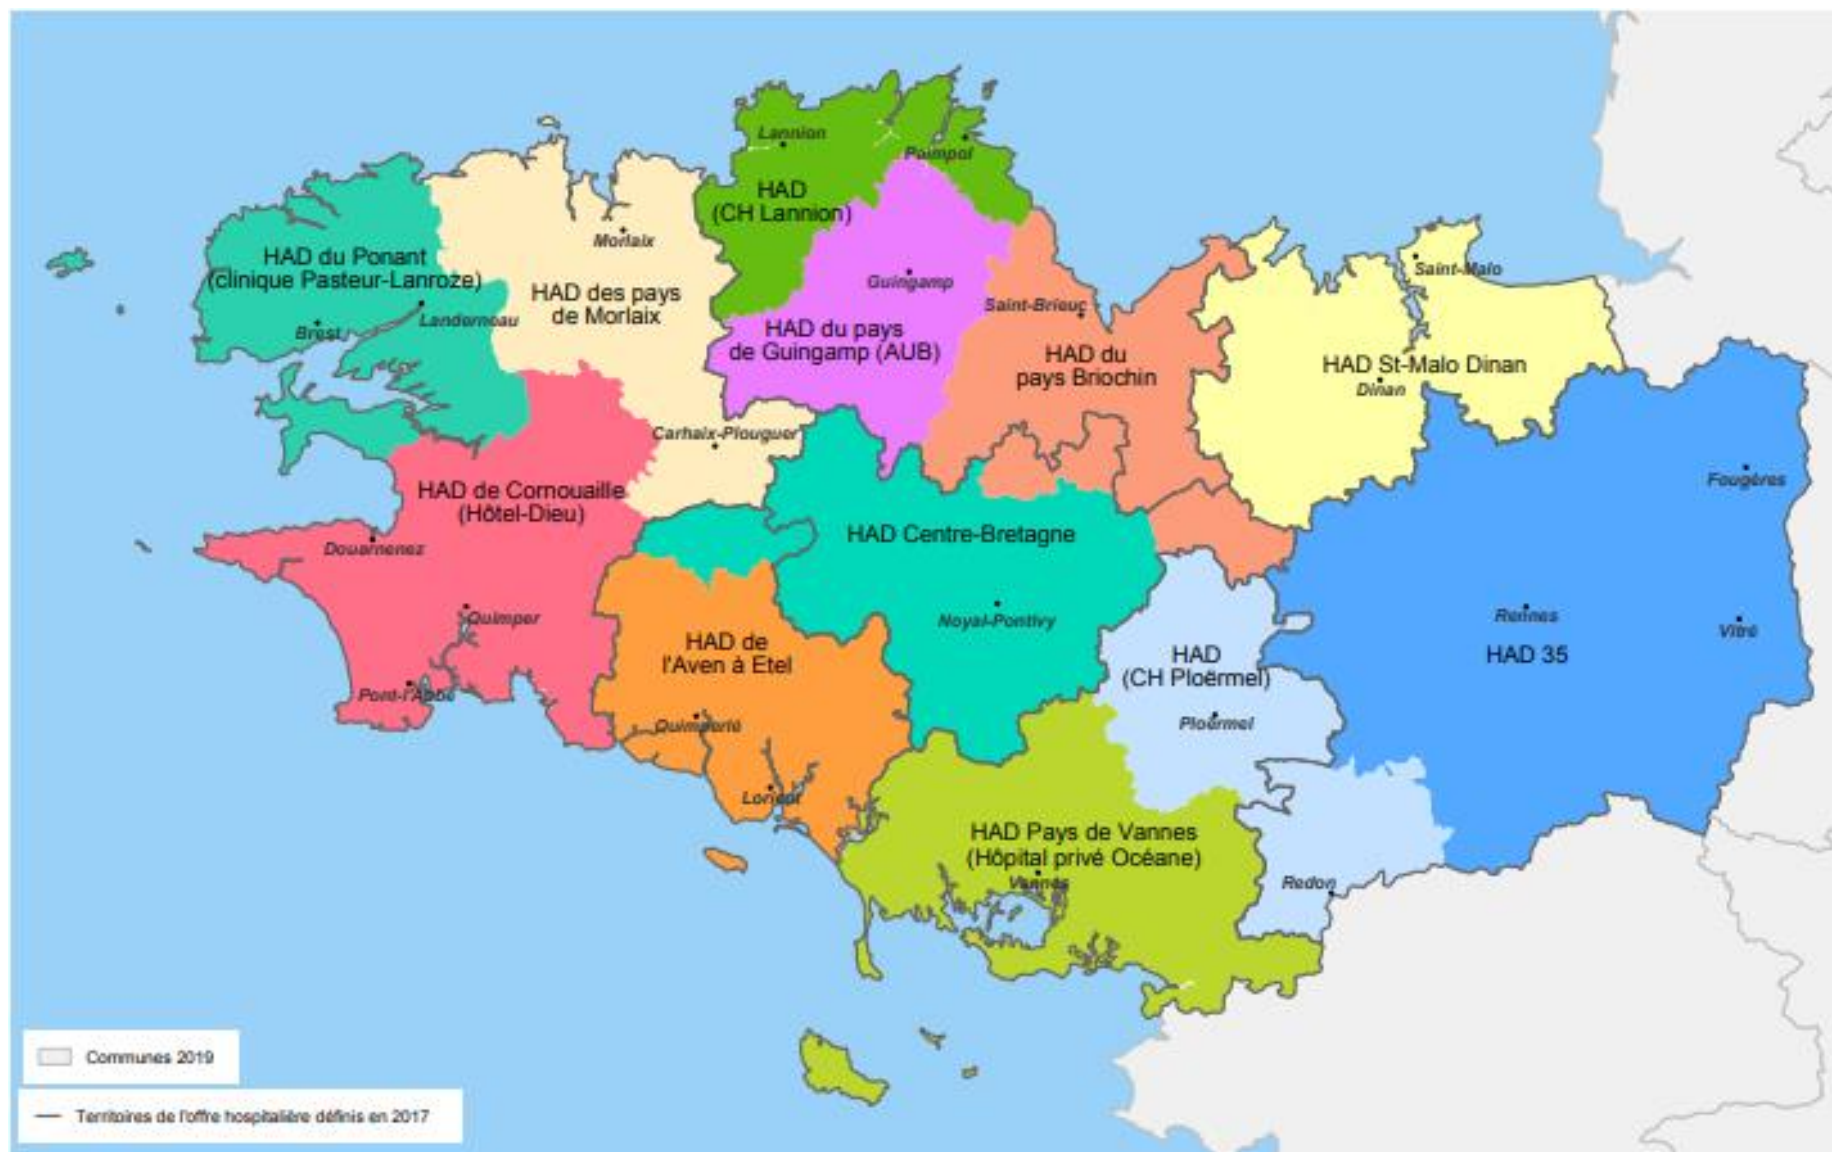 Lannion
Paimpol
HAD
(CH Lannion)
Morlaix
HAD du Ponant
(clinique Pasteur-Lanroze)
Brest
Landerneau
HAD des pays
de Morlaix
Guingamp
HAD du pays
de Guingamp (AUB)
Saint-Brieuc
HAD du
pays Briochin
Saint-Malo
HAD St-Malo Dinan
Dinan
Carhaix-Plouguer
HAD de Cornouaille
(Hôtel-Dieu)
Douarnenez
HAD Centre-Bretagne
Fougères
Quimper
Noyal-Pontivy
Rennes
Vitré
HAD 35
HAD de
l'Aven à Etel
HAD
(CH Ploërmel)
Pont-l'Abbé
Quimperlé
Ploërmel
Lorient
HAD Pays de Vannes
(Hôpital privé Océane)
Vannes
Redon
Communes 2019
Territoires de l'offre hospitalière définis en 2017